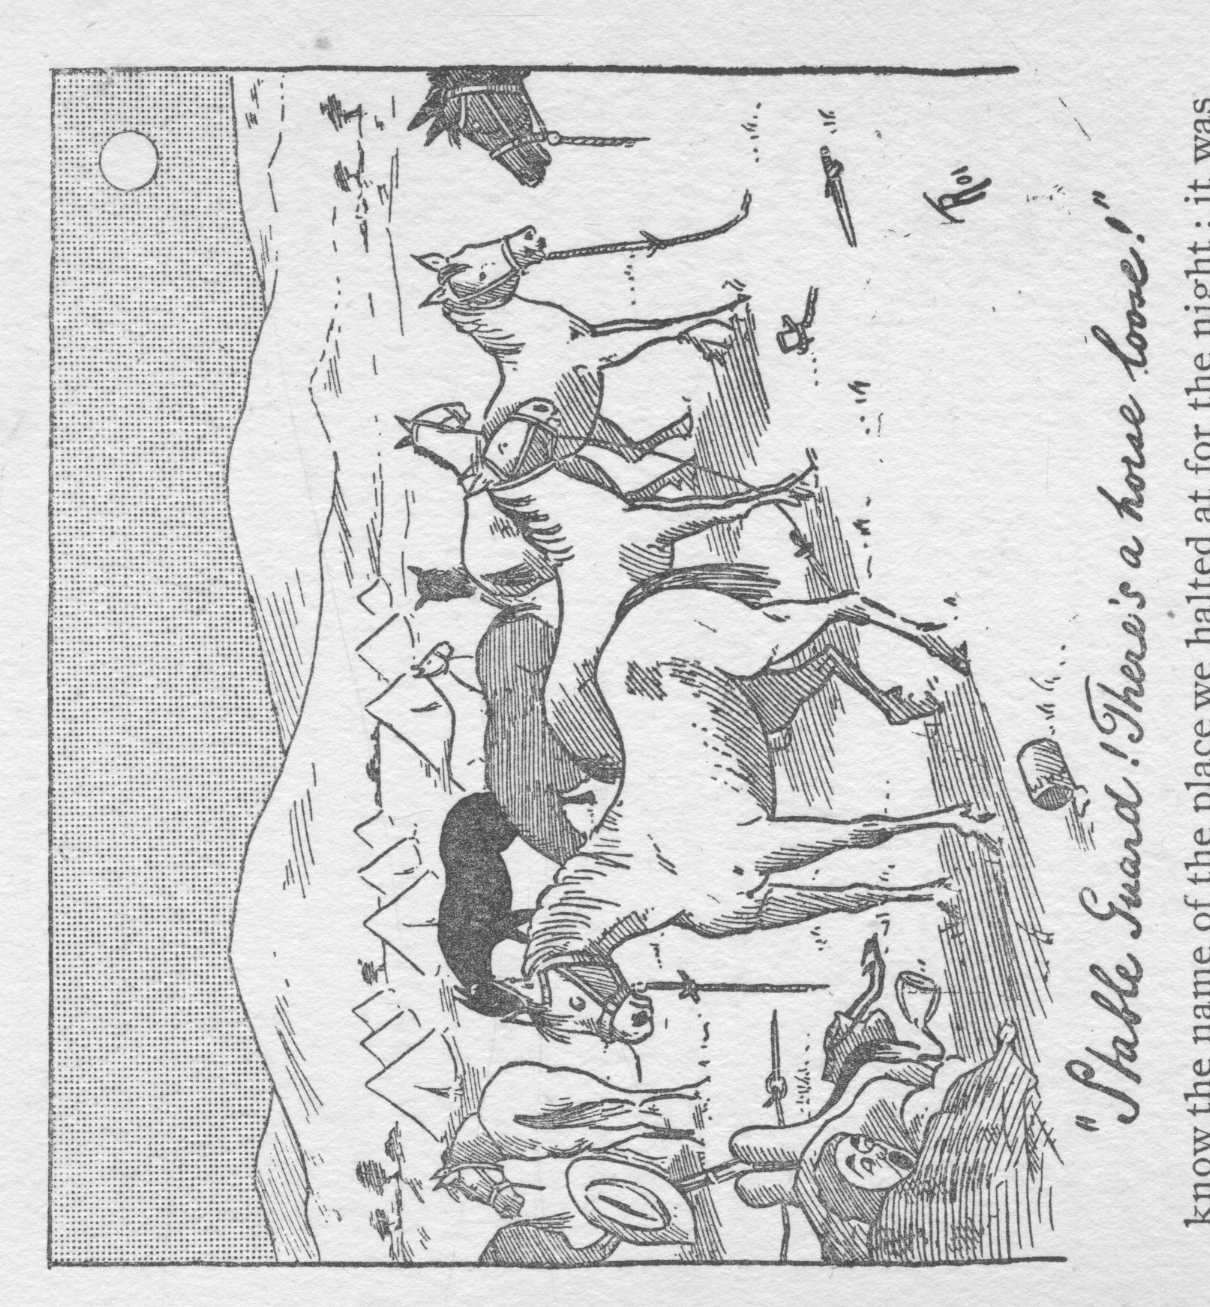 "Stable Guard! There's a horse loose!"
know the name of the place we halted at for the night; it was